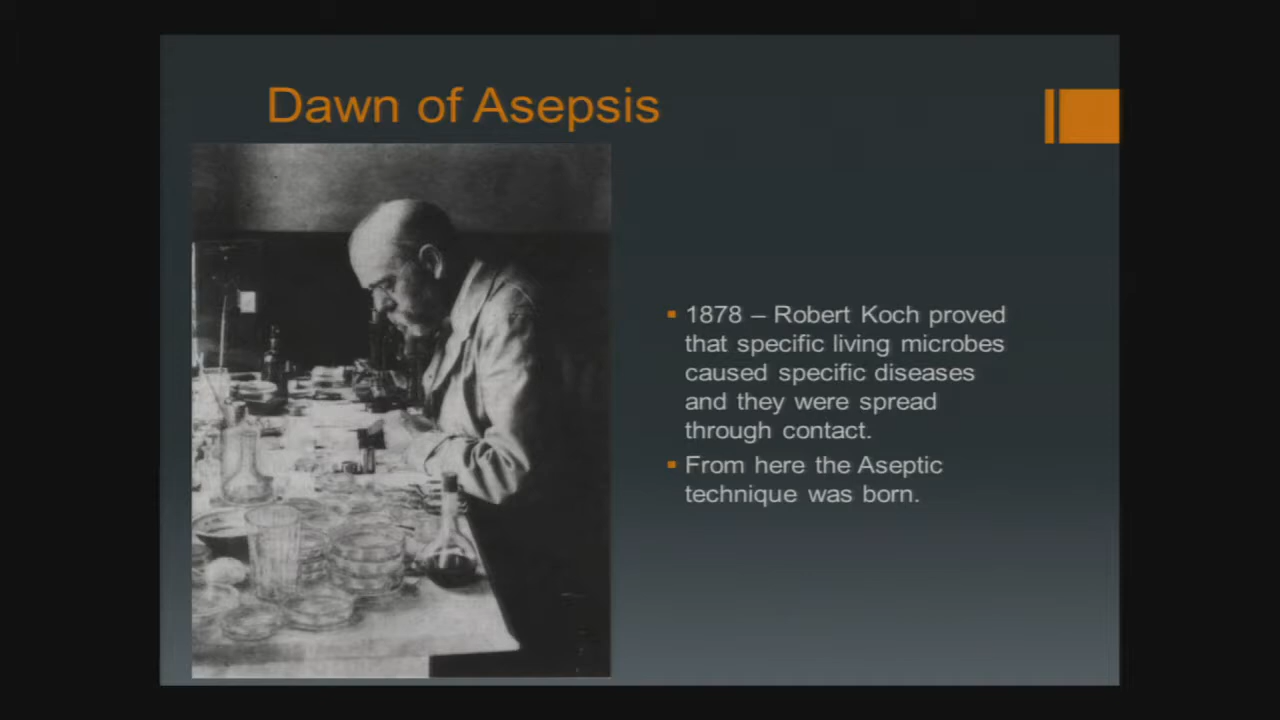 Dawn of Asepsis
1878 – Robert Koch proved
that specific living microbes
caused specific diseases
and they were spread
through contact.
From here the Aseptic
technique was born.